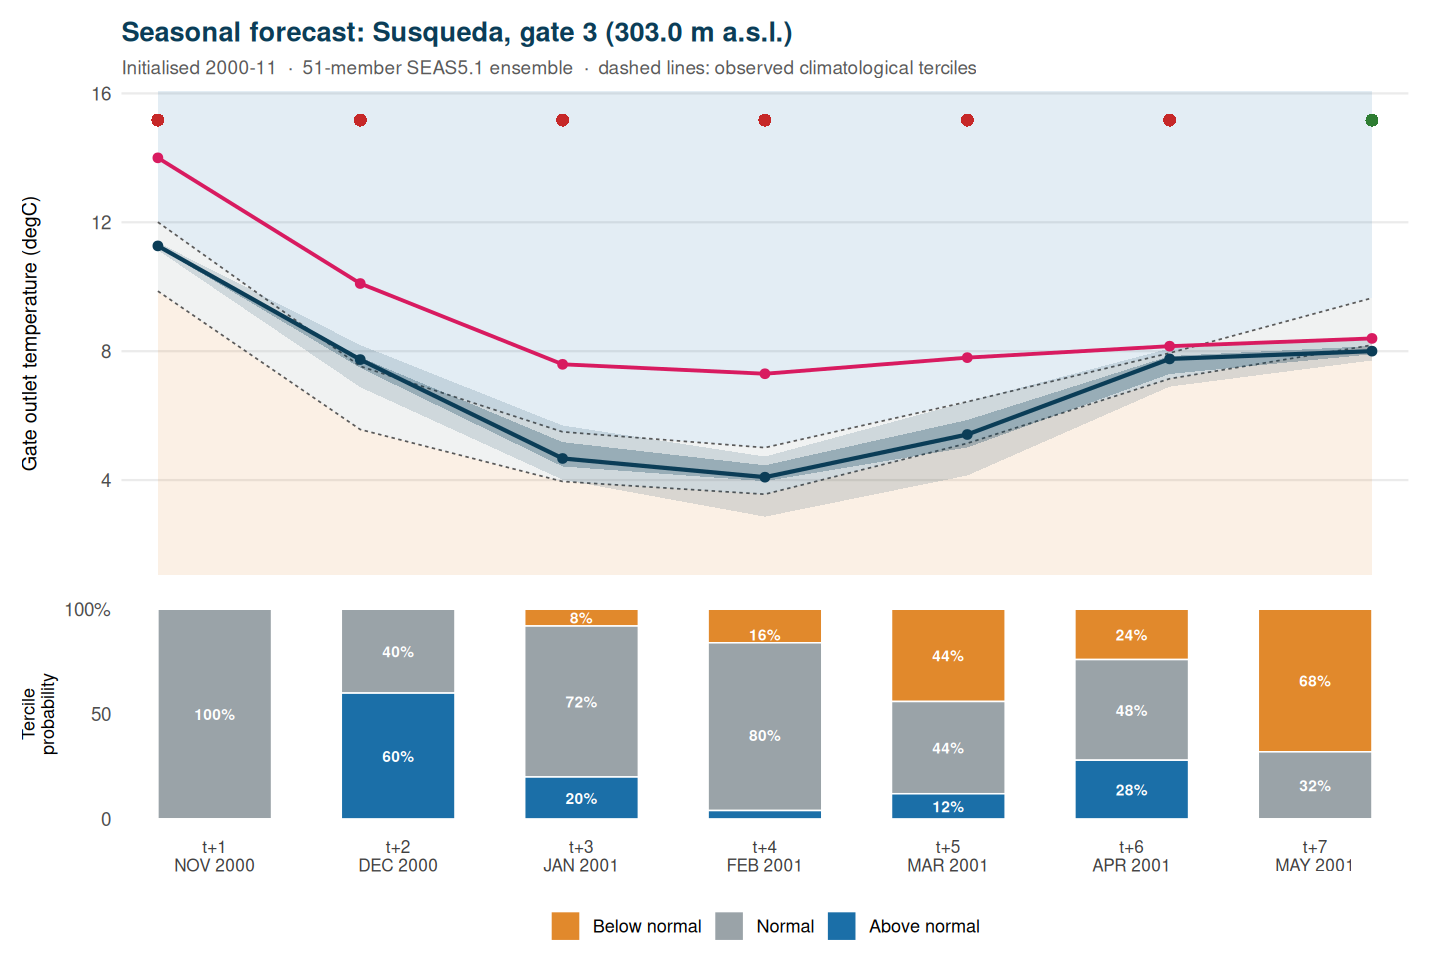 Seasonal forecast: Susqueda, gate 3 (303.0 m a.s.l.)
Initialised 2000-11 · 51-member SEAS5.1 ensemble · dashed lines: observed climatological terciles
Gate outlet temperature (degC)
16
12
8
4
Tercile
probability
100%
50
0
100%
40%
60%
8%
72%
20%
16%
80%
44%
44%
12%
24%
48%
28%
68%
32%
t+1
NOV 2000
t+2
DEC 2000
t+3
JAN 2001
t+4
FEB 2001
t+5
MAR 2001
t+6
APR 2001
t+7
MAY 2001
Below normal
Normal
Above normal